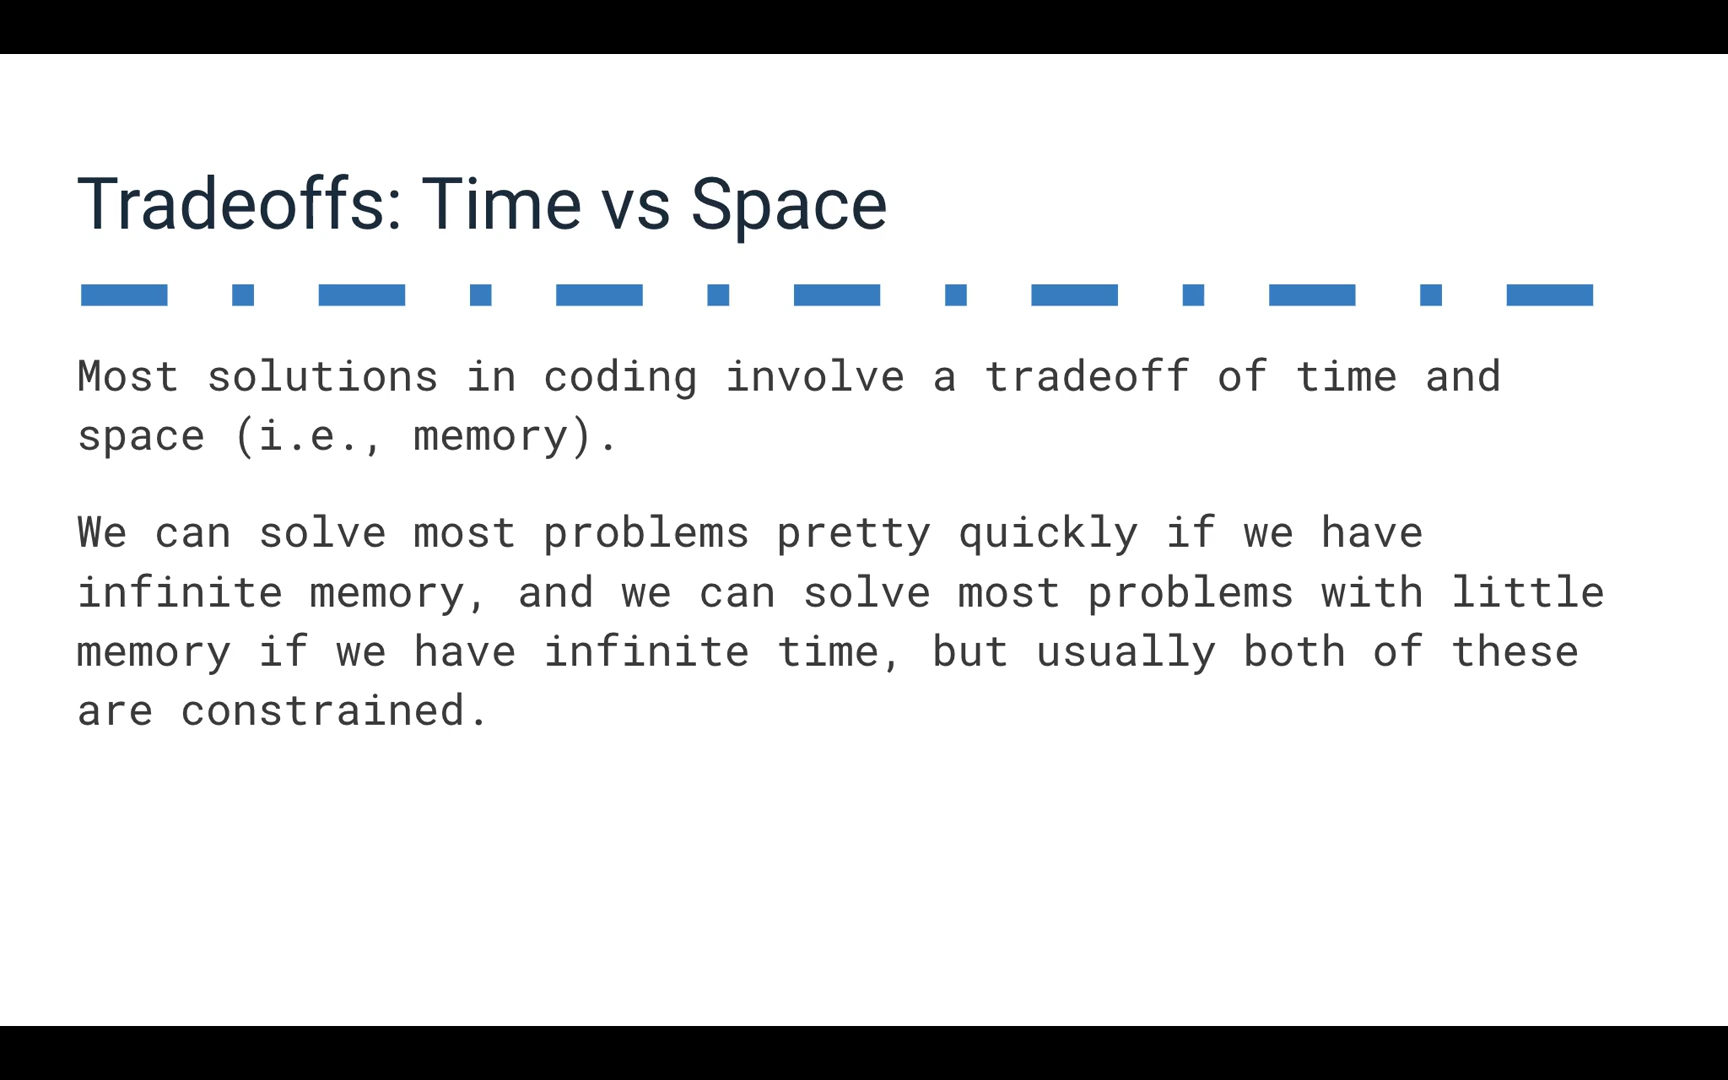 Tradeoffs: Time vs Space
Most solutions in coding involve a tradeoff of time and
space (i.e., memory).
We can solve most problems pretty quickly if we have
infinite memory, and we can solve most problems with little
memory if we have infinite time, but usually both of these
are constrained.